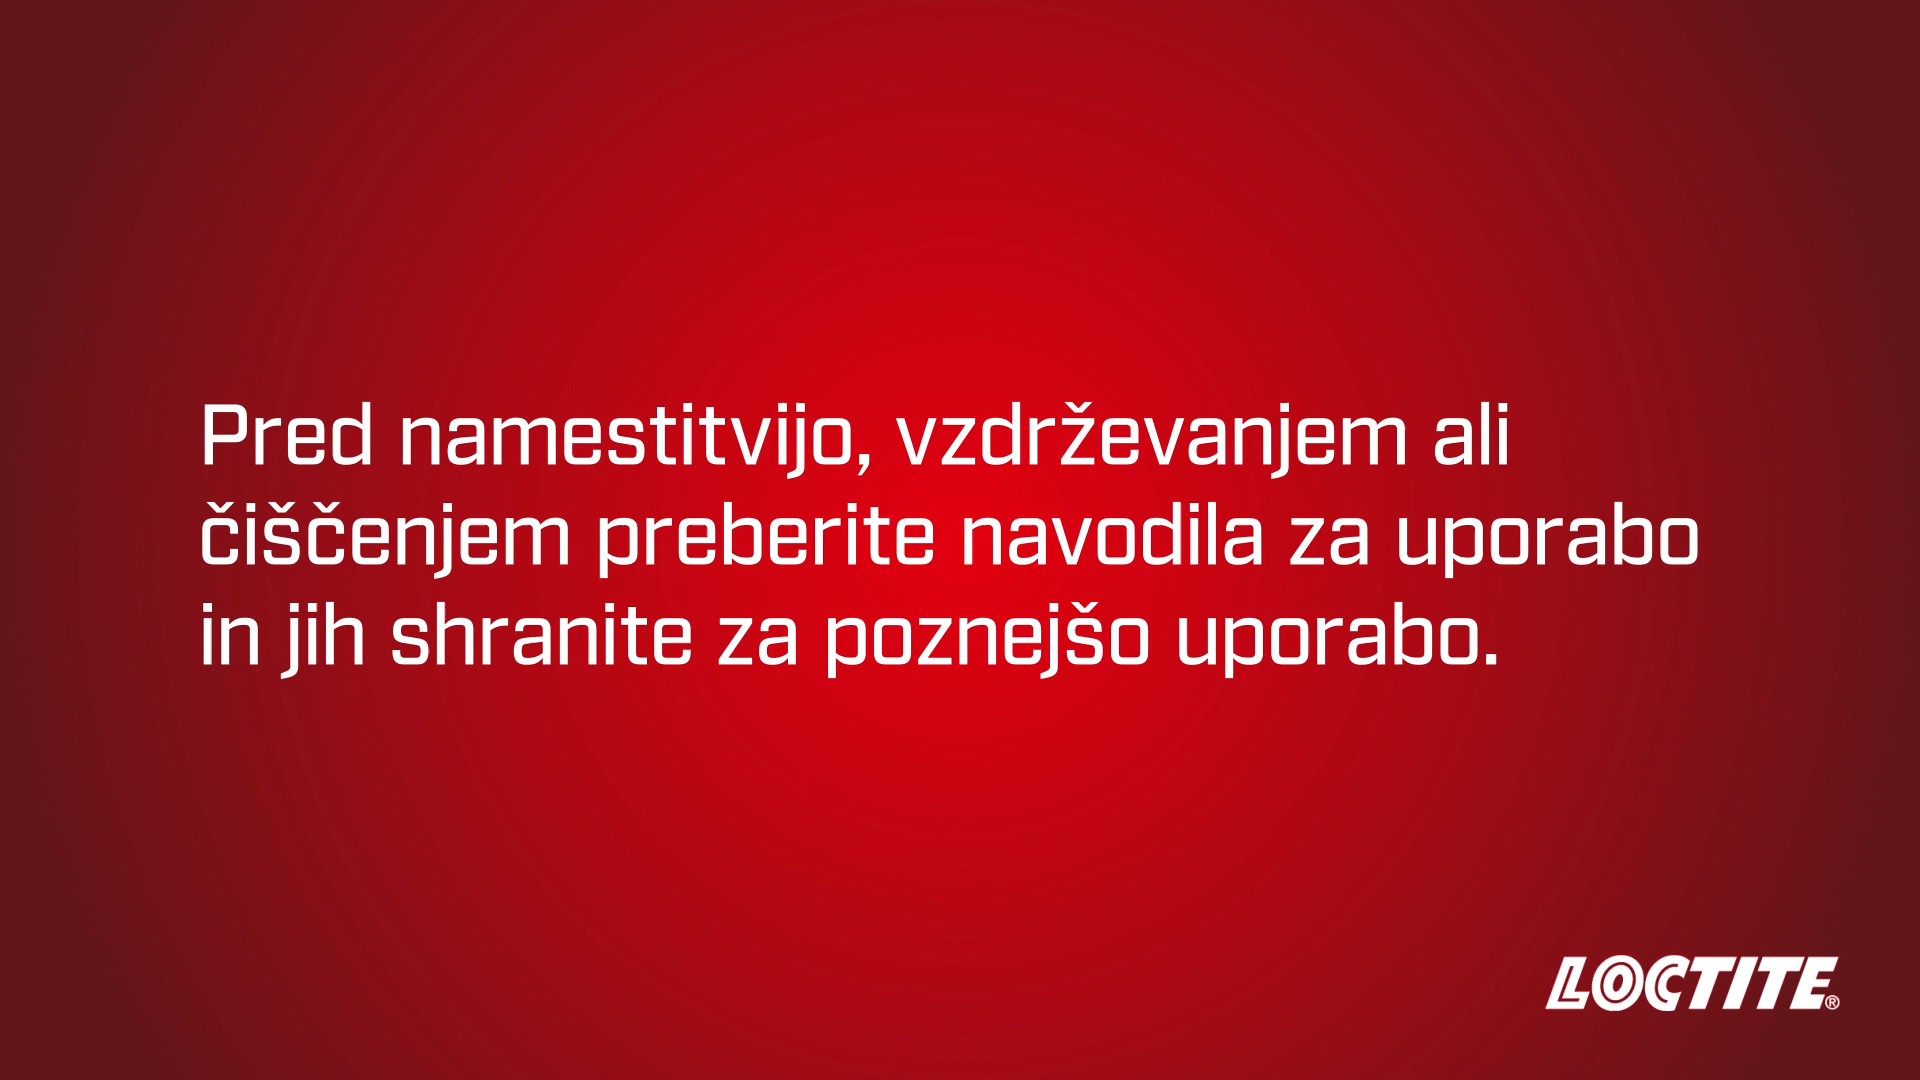 Pred namestitvijo, vzdrževanjem ali
čiščenjem preberite navodila za uporabo
in jih shranite za poznejšo uporabo.
LOCTITE®